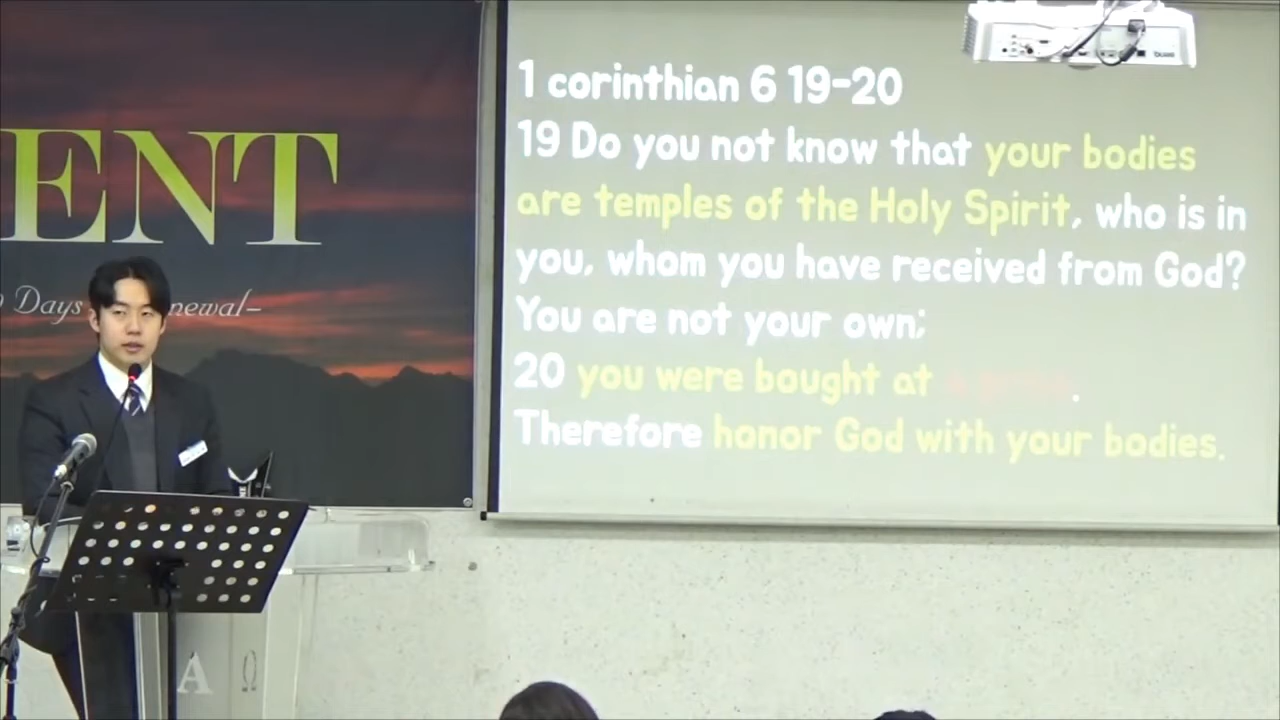 ENT
Days
newal-
1 corinthian 6 19-20
19 Do you not know that your bodies
are temples of the Holy Spirit, who is in
you, whom you have received from God?
You are not your own;
20 you were bought at .
Therefore honor God with your bodies.
A Ω